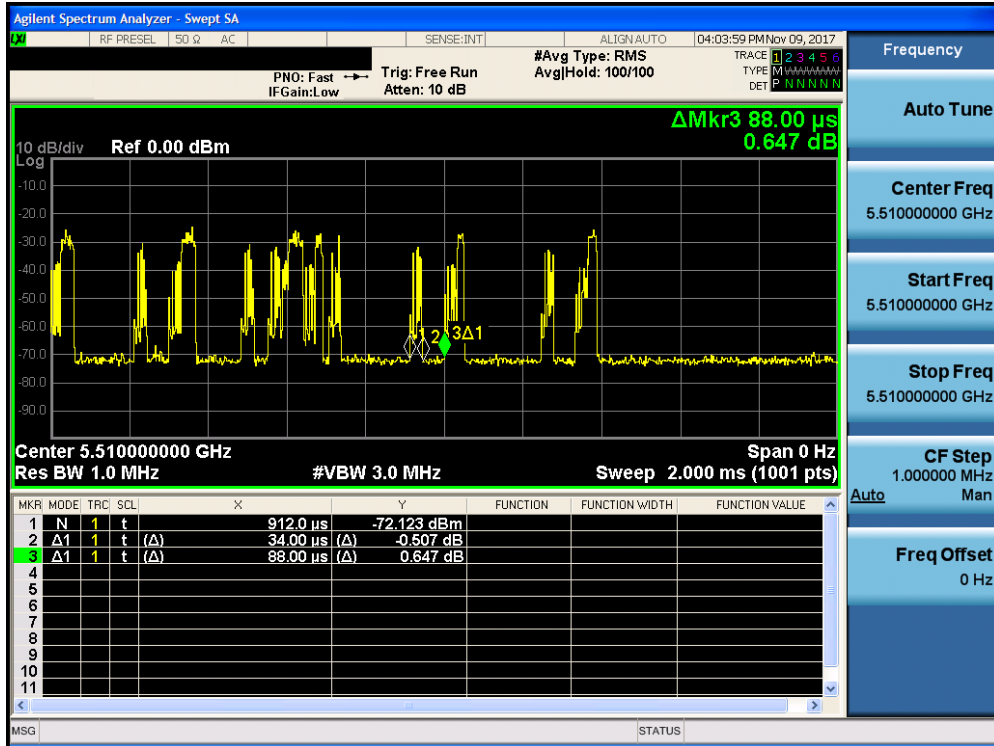 Agilent Spectrum Analyzer - Swept SA
LXI RF PRESEL 50 Ω AC SENSE:INT ALIGN AUTO 04:03:59 PM Nov 09, 2017
PNO: Fast
IFGain:Low
Trig: Free Run
Atten: 10 dB
#Avg Type: RMS
Avg|Hold: 100/100
TRACE 1 2 3 4 5 6
TYPE M WWWWW
DET P N N N N N
ΔMkr3 88.00 µs
0.647 dB
10 dB/div Ref 0.00 dBm
Log
-10.0
-20.0
-30.0
-40.0
-50.0
-60.0
-70.0
-80.0
-90.0
1 2 3Δ1
Center 5.510000000 GHz Span 0 Hz
Res BW 1.0 MHz #VBW 3.0 MHz Sweep 2.000 ms (1001 pts)
MKR MODE TRC SCL X Y FUNCTION FUNCTION WIDTH FUNCTION VALUE
1 N 1 t 912.0 µs -72.123 dBm
2 Δ1 1 t (Δ) 34.00 µs (Δ) -0.507 dB
3 Δ1 1 t (Δ) 88.00 µs (Δ) 0.647 dB
4
5
6
7
8
9
10
11
MSG STATUS
Frequency
Auto Tune
Center Freq
5.510000000 GHz
Start Freq
5.510000000 GHz
Stop Freq
5.510000000 GHz
CF Step
1.000000 MHz
Auto Man
Freq Offset
0 Hz